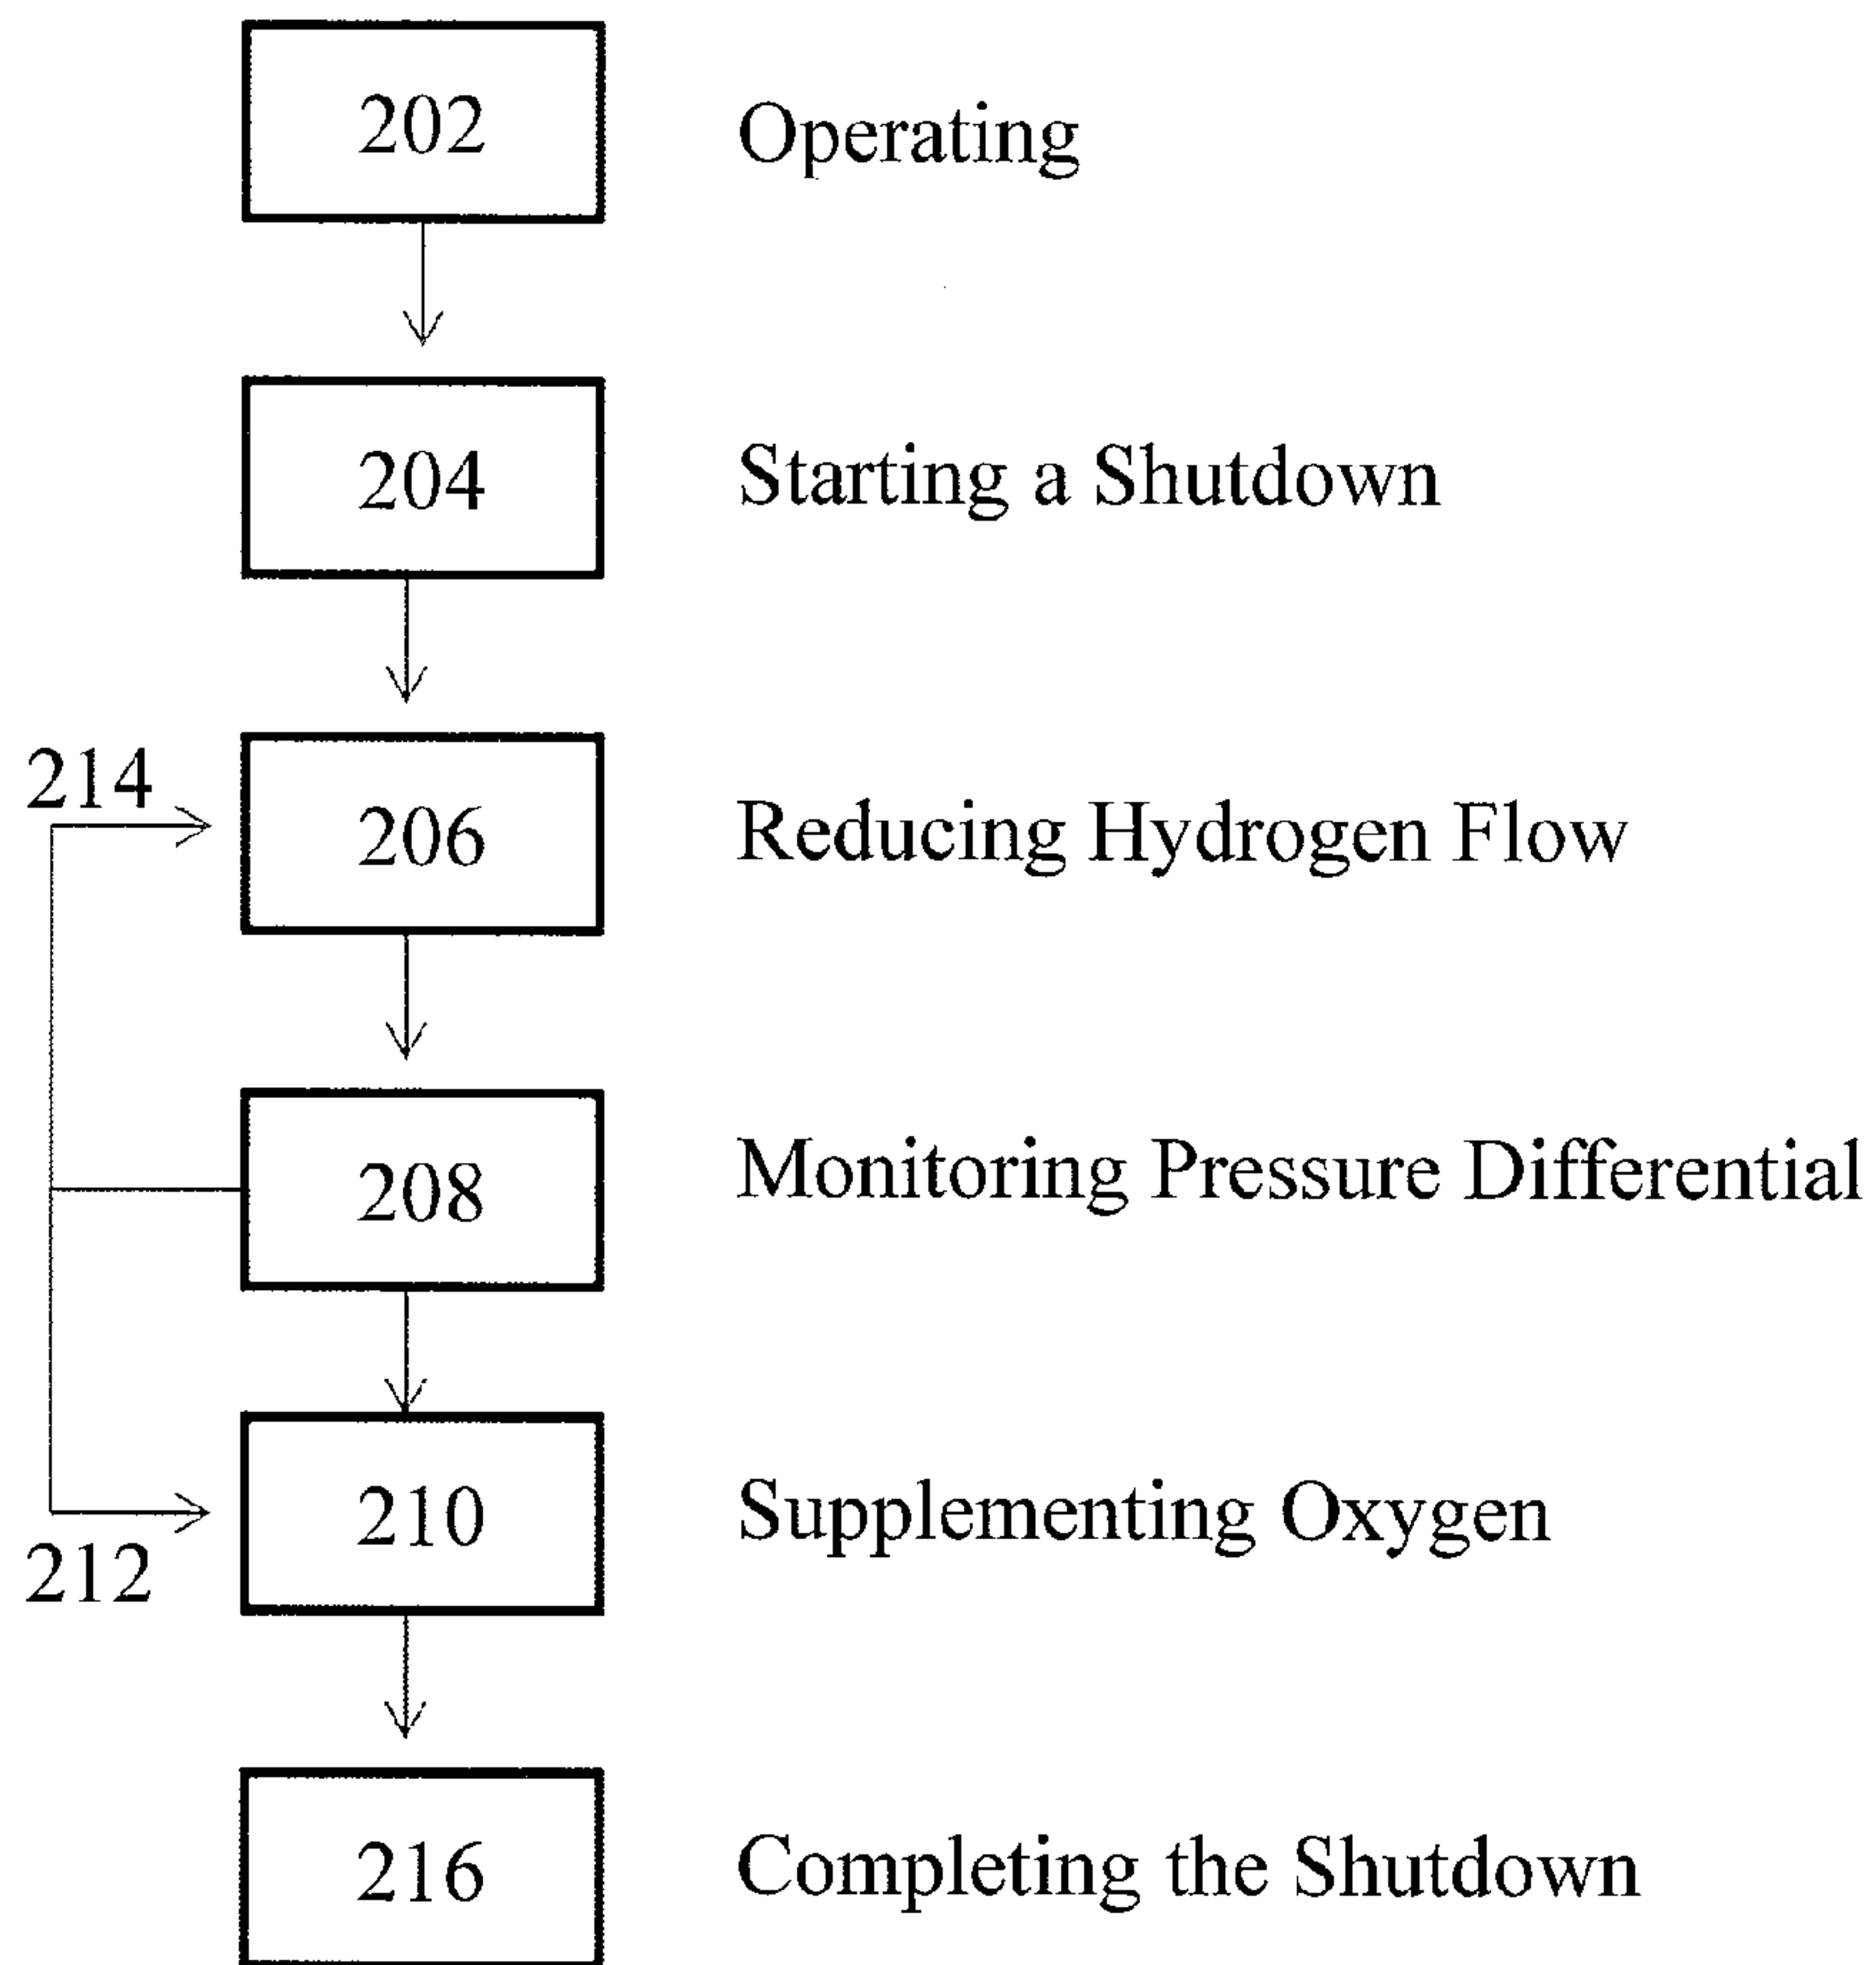 202 Operating
204 Starting a Shutdown
214
206 Reducing Hydrogen Flow
208 Monitoring Pressure Differential
210 Supplementing Oxygen
212
216 Completing the Shutdown